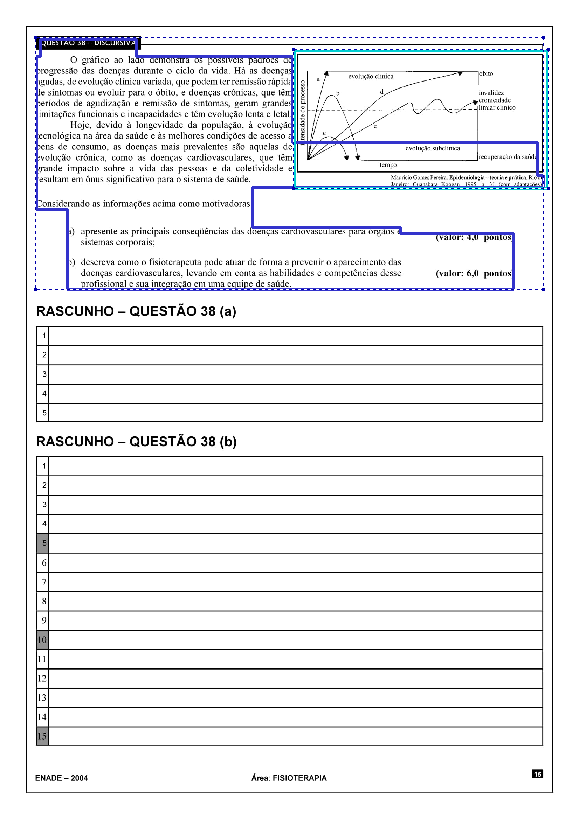 QUESTÃO 38 – DISCURSIVA
O gráfico ao lado demonstra os possíveis padrões de
progressão das doenças durante o ciclo da vida. Há as doenças
agudas, de evolução clínica variada, que podem ter remissão rápida
de sintomas ou evoluir para o óbito, e doenças crônicas, que têm
períodos de agudização e remissão de sintomas, geram grandes
limitações funcionais e incapacidades e têm evolução lenta e letal.
Hoje, devido à longevidade da população, à evolução
tecnológica na área da saúde e às melhores condições de acesso a
bens de consumo, as doenças mais prevalentes são aquelas de
evolução crônica, como as doenças cardiovasculares, que têm
grande impacto sobre a vida das pessoas e da coletividade e
resultam em ônus significativo para o sistema de saúde.
intensidade do processo
evolução clínica
a
b
d
c
e
óbito
invalidez
cronicidade
limiar clínico
evolução subclínica
recuperação da saúde
tempo
Maurício Gomes Pereira. Epidemiologia – teoria e prática. Rio de
Janeiro: Guanabara Koogan, 1995, p. 31 (com adaptações).
Considerando as informações acima como motivadoras,
a) apresente as principais conseqüências das doenças cardiovasculares para órgãos e
sistemas corporais;
(valor: 4,0 pontos
b) descreva como o fisioterapeuta pode atuar de forma a prevenir o aparecimento das
doenças cardiovasculares, levando em conta as habilidades e competências desse
profissional e sua integração em uma equipe de saúde.
(valor: 6,0 pontos
RASCUNHO – QUESTÃO 38 (a)
1
2
3
4
5
RASCUNHO – QUESTÃO 38 (b)
1
2
3
4
5
6
7
8
9
10
11
12
13
14
15
ENADE – 2004
Área: FISIOTERAPIA